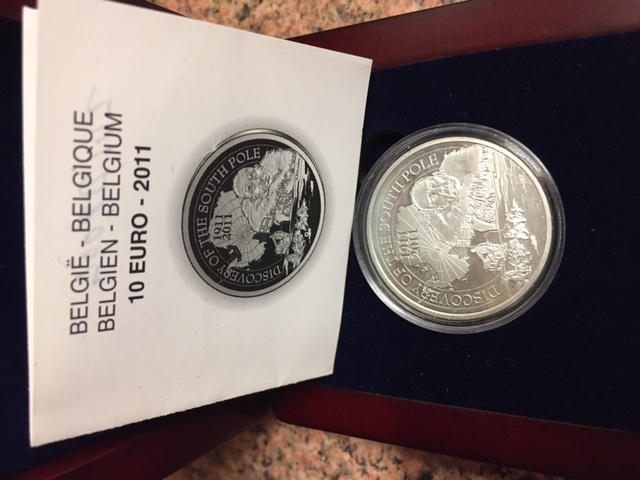 BELGIË - BELGIQUE
BELGIEN - BELGIUM
10 EURO - 2011
DISCOVERY OF THE SOUTH POLE
1911
2011
DISCOVERY OF THE SOUTH POLE
1911
2011